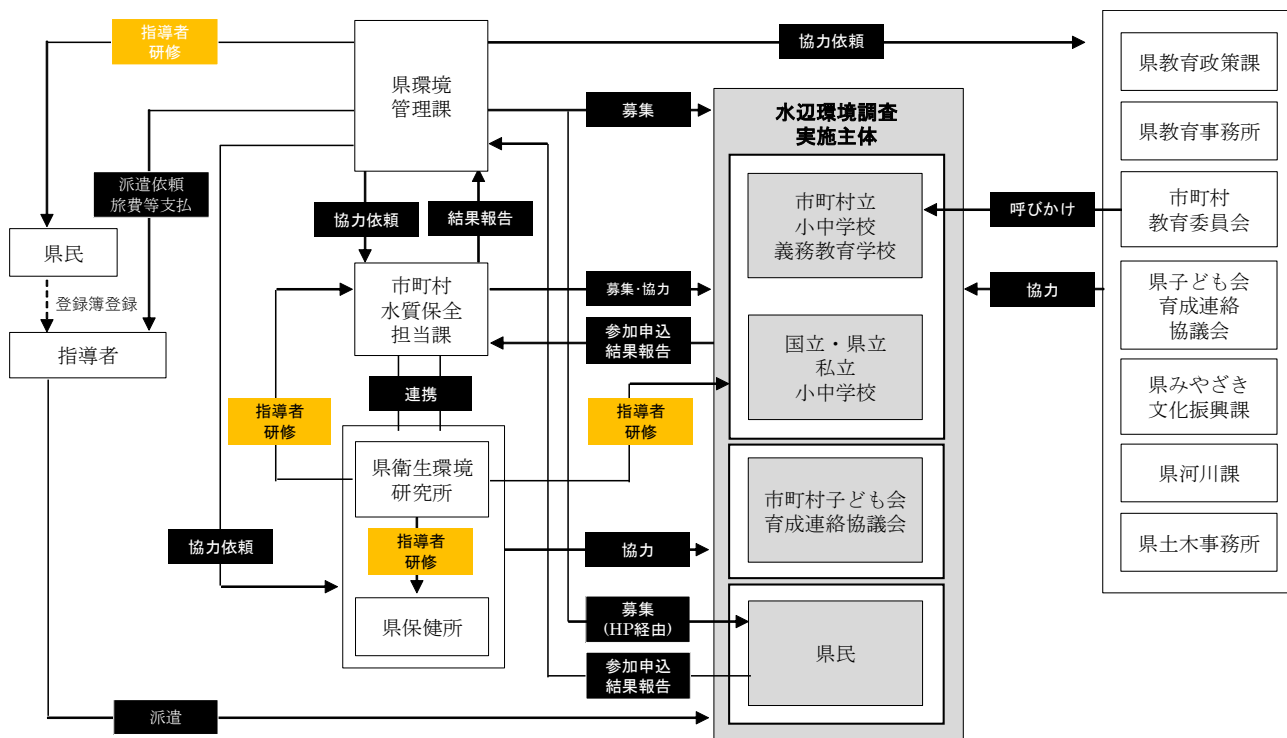 指導者
研修
県環境
管理課
協力依頼
県教育政策課
県教育事務所
市町村
教育委員会
県子ども会
育成連絡
協議会
県みやざき
文化振興課
県河川課
県土木事務所
募集
水辺環境調査
実施主体
派遣依頼
旅費等支払
協力依頼
結果報告
市町村立
小中学校
義務教育学校
呼びかけ
県民
登録簿登録
指導者
市町村
水質保全
担当課
募集・協力
協力
参加申込
結果報告
国立・県立
私立
小中学校
連携
指導者
研修
指導者
研修
県衛生環境
研究所
市町村子ども会
育成連絡協議会
協力依頼
指導者
研修
協力
県保健所
募集
(HP経由)
県民
参加申込
結果報告
派遣